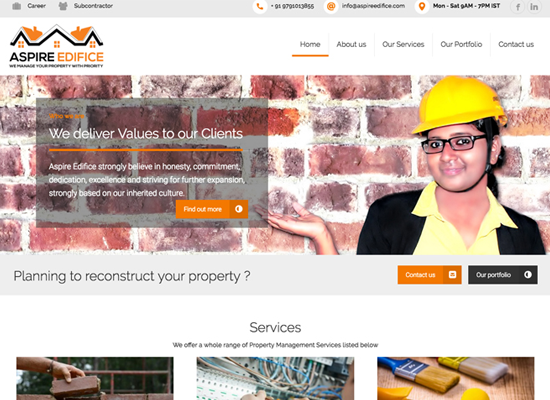 Career
Subcontractor
+ 91 9791013855
info@aspireedifice.com
Mon - Sat 9AM - 7PM IST
ASPIRE EDIFICE
WE MANAGE YOUR PROPERTY WITH PRIORITY
Home
About us
Our Services
Our Portfolio
Contact us
We deliver Values to our Clients
Aspire Edifice strongly believe in honesty, commitment,
dedication, excellence and striving for further expansion,
strongly based on our inherited culture.
Find out more
Planning to reconstruct your property ?
Contact us
Our portfolio
Services
We offer a whole range of Property Management Services listed below